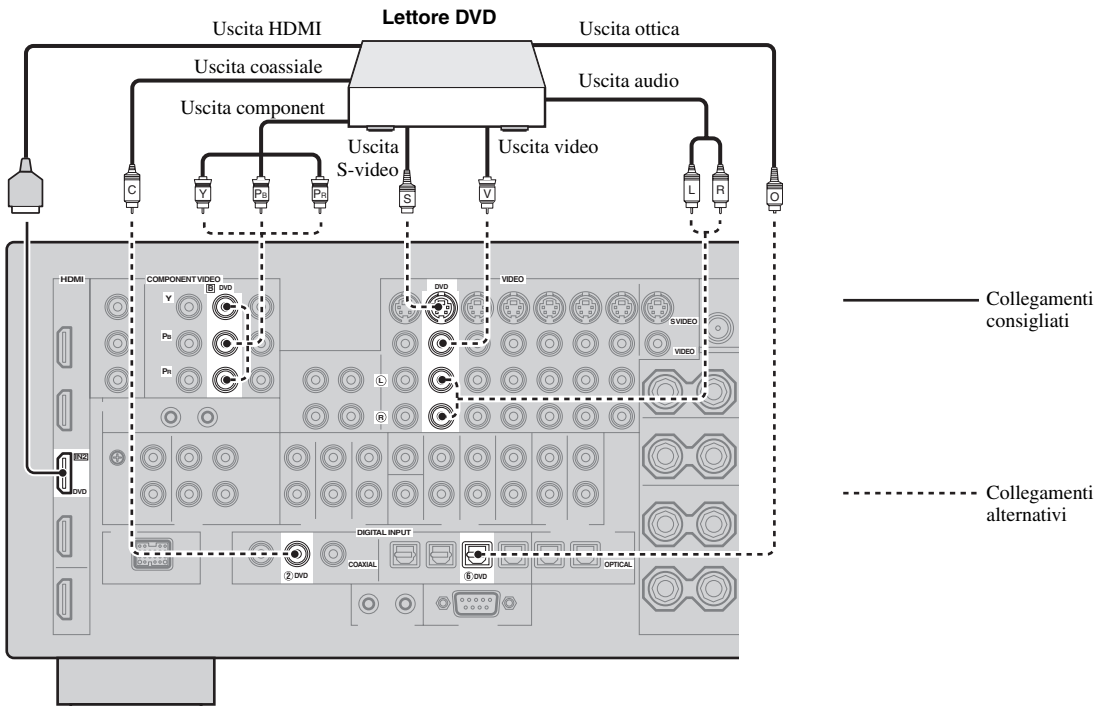 Lettore DVD
Uscita HDMI
Uscita ottica
Uscita coassiale
Uscita audio
Uscita component
Uscita
S-video
Uscita video
C
Y
PB
PR
S
V
L
R
O
HDMI
COMPONENT VIDEO
B DVD
Y
PB
PR
VIDEO
DVD
S VIDEO
VIDEO
L
R
IN2
DVD
DIGITAL INPUT
COAXIAL
OPTICAL
② DVD
⑥ DVD
Collegamenti
consigliati
Collegamenti
alternativi